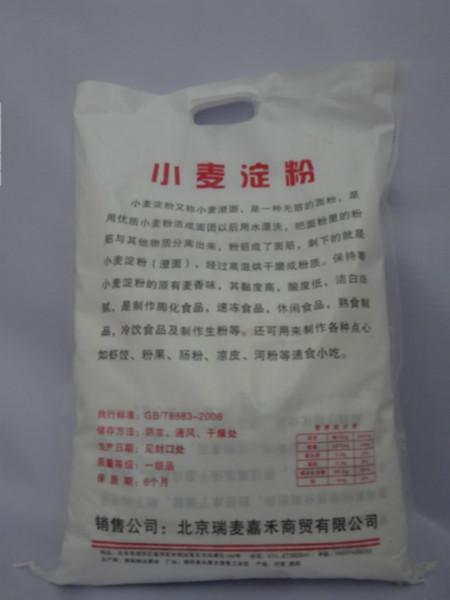 小麦淀粉
小麦淀粉又称小麦澄面，是一种无筋的面粉，是
用优质小麦粉活成面团以后用水漂洗，把面粉里的粉
筋与其他物质分离出来，粉筋成了面筋，剩下的就是
小麦淀粉（澄面），经过高温烘干磨成粉质。保持着
小麦淀粉的原有麦香味，其黏度高，酸度低，洁白细
腻，是制作膨化食品，速冻食品，休闲食品，熟食制
品，冷饮食品及制作生粉等。还可用来制作各种点心
如虾饺、粉果、肠粉、凉皮、河粉等速食小吃。
执行标准：GB/T8883-2008
储存方法：防霉、通风、干燥处
生产日期：见封口处
质量等级：一级品
保 质 期：6个月
销售公司：北京瑞麦嘉禾商贸有限公司